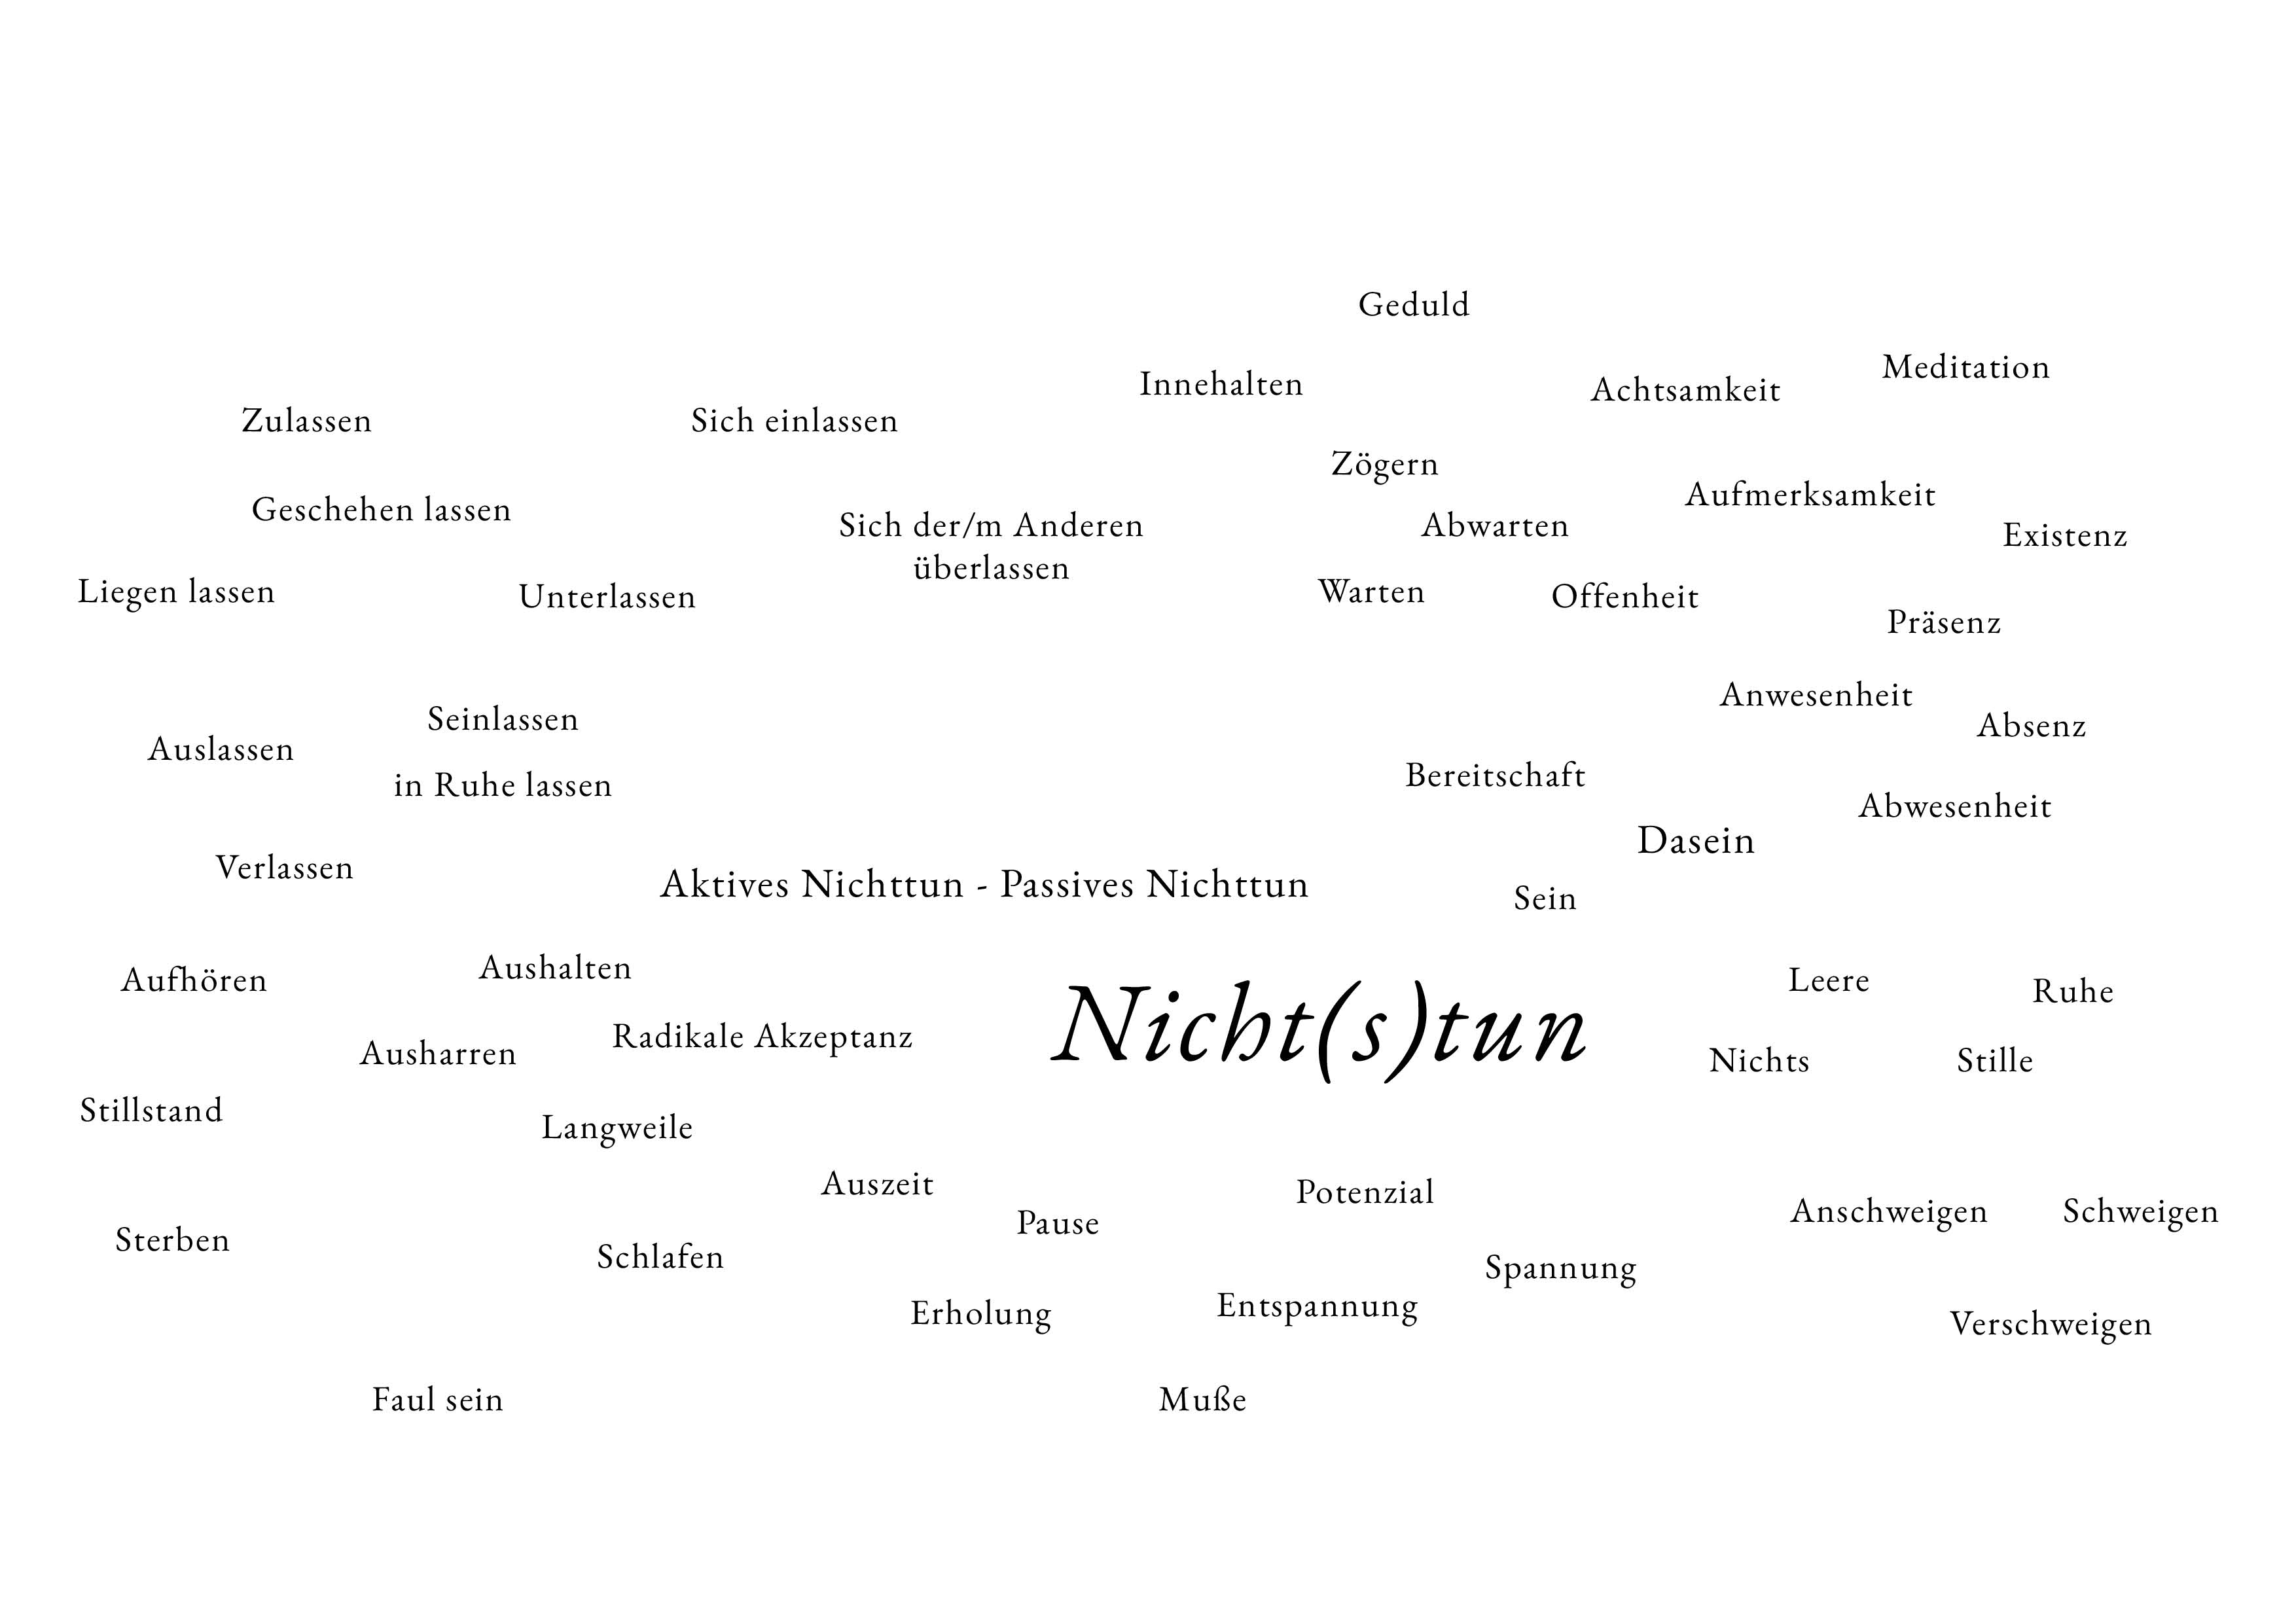 Geduld
Meditation
Innehalten
Achtsamkeit
Zulassen
Sich einlassen
Zögern
Aufmerksamkeit
Geschehen lassen
Sich der/m Anderen
überlassen
Abwarten
Existenz
Liegen lassen
Unterlassen
Warten
Offenheit
Präsenz
Anwesenheit
Seinlassen
Absenz
Auslassen
in Ruhe lassen
Bereitschaft
Abwesenheit
Dasein
Verlassen
Aktives Nichttun - Passives Nichttun
Sein
Aufhören
Aushalten
Leere
Ruhe
Nicht(s)tun
Radikale Akzeptanz
Ausharren
Nichts
Stille
Stillstand
Langweile
Auszeit
Potenzial
Pause
Anschweigen
Schweigen
Sterben
Schlafen
Spannung
Erholung
Entspannung
Verschweigen
Faul sein
Muße